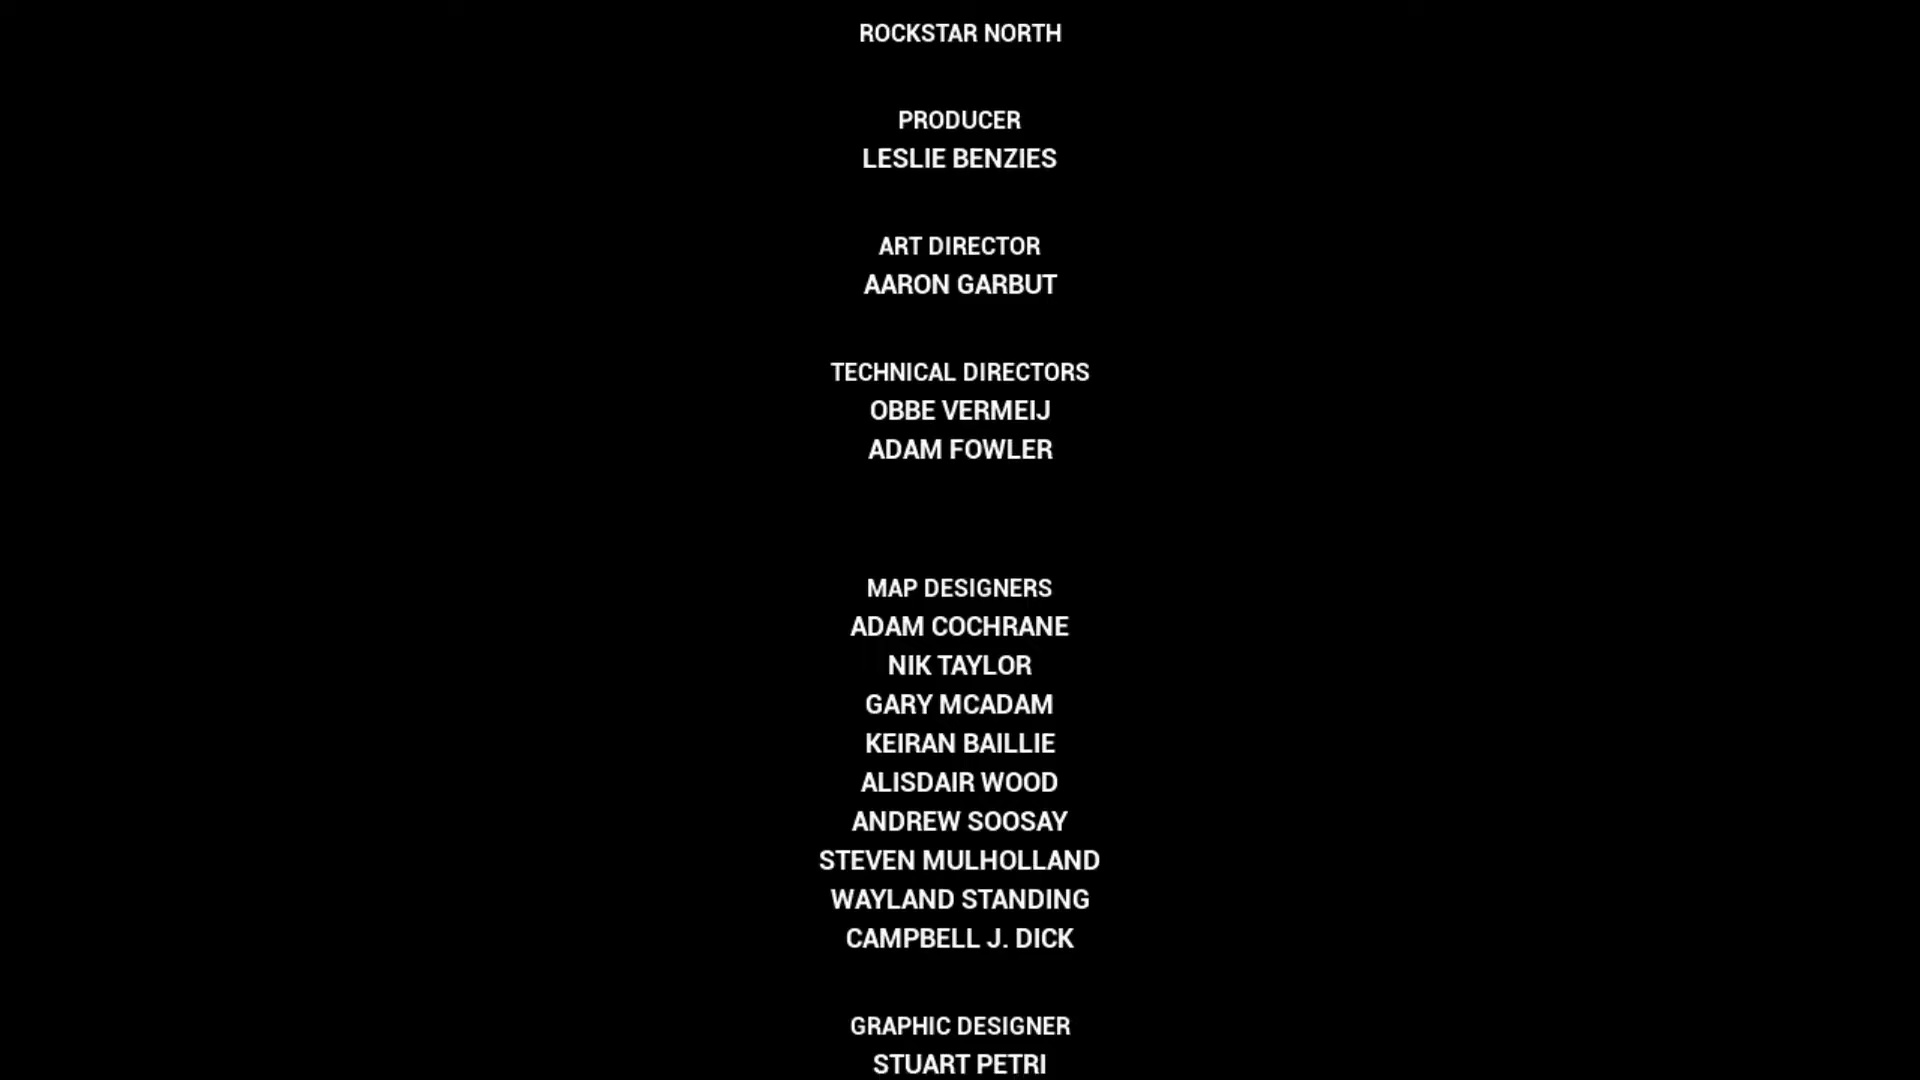 ROCKSTAR NORTH
PRODUCER
LESLIE BENZIES
ART DIRECTOR
AARON GARBUT
TECHNICAL DIRECTORS
OBBE VERMEIJ
ADAM FOWLER
MAP DESIGNERS
ADAM COCHRANE
NIK TAYLOR
GARY MCADAM
KEIRAN BAILLIE
ALISDAIR WOOD
ANDREW SOOSAY
STEVEN MULHOLLAND
WAYLAND STANDING
CAMPBELL J. DICK
GRAPHIC DESIGNER
STUART PETRI